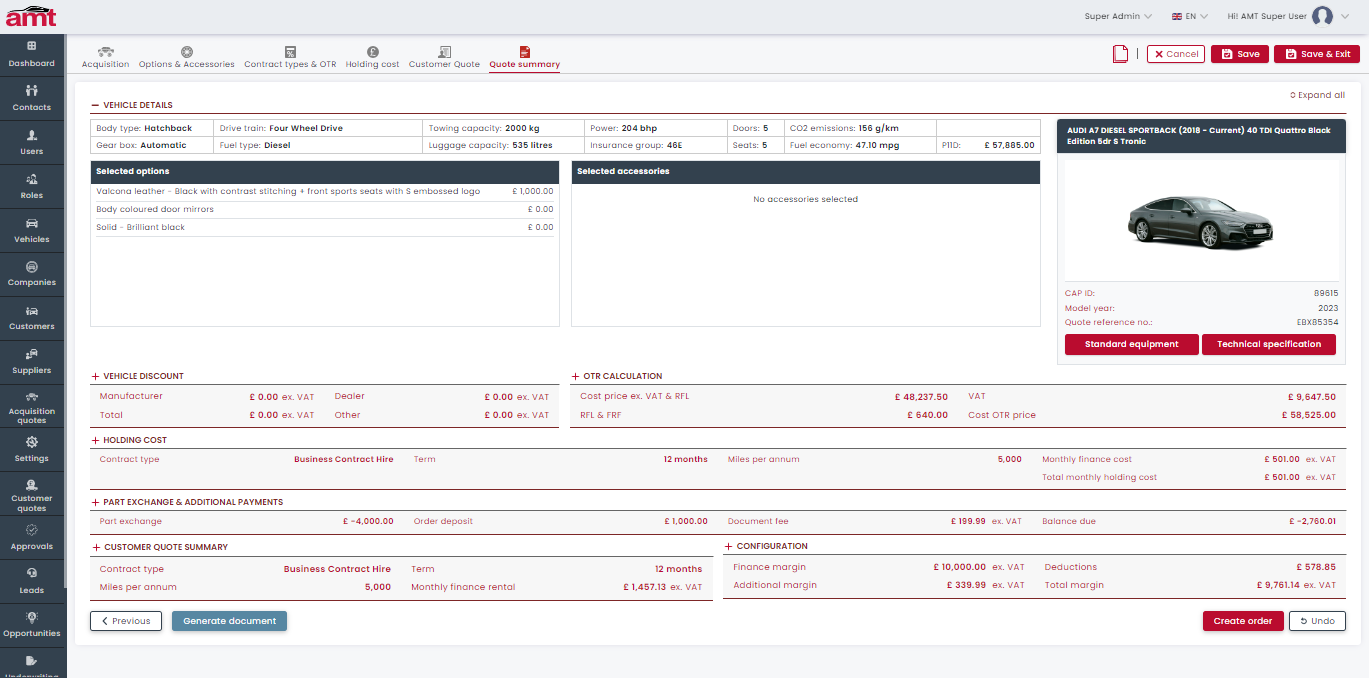 amt
Super Admin
EN
Hi! AMT Super User
Dashboard
Contacts
Users
Roles
Vehicles
Companies
Customers
Suppliers
Acquisition
quotes
Settings
Customer
quotes
Approvals
Leads
Opportunities
Underwriting
Acquisition
Options & Accessories
Contract types & OTR
Holding cost
Customer Quote
Quote summary
Cancel
Save
Save & Exit
Expand all
VEHICLE DETAILS
Body type: Hatchback Drive train: Four Wheel Drive Towing capacity: 2000 kg Power: 204 bhp Doors: 5 CO2 emissions: 156 g/km
Gear box: Automatic Fuel type: Diesel Luggage capacity: 535 litres Insurance group: 46E Seats: 5 Fuel economy: 47.10 mpg P11D: £ 57,885.00
Selected options
Valcona leather - Black with contrast stitching + front sports seats with S embossed logo £ 1,000.00
Body coloured door mirrors £ 0.00
Solid - Brilliant black £ 0.00
Selected accessories
No accessories selected
AUDI A7 DIESEL SPORTBACK (2018 - Current) 40 TDI Quattro Black
Edition 5dr S Tronic
CAP ID: 89615
Model year: 2023
Quote reference no.: EBX85354
Standard equipment
Technical specification
VEHICLE DISCOUNT
Manufacturer £ 0.00 ex. VAT Dealer £ 0.00 ex. VAT
Total £ 0.00 ex. VAT Other £ 0.00 ex. VAT
OTR CALCULATION
Cost price ex. VAT & RFL £ 48,237.50 VAT £ 9,647.50
RFL & FRF £ 640.00 Cost OTR price £ 58,525.00
HOLDING COST
Contract type Business Contract Hire Term 12 months Miles per annum 5,000 Monthly finance cost £ 501.00 ex. VAT
Total monthly holding cost £ 501.00 ex. VAT
PART EXCHANGE & ADDITIONAL PAYMENTS
Part exchange £ -4,000.00 Order deposit £ 1,000.00 Document fee £ 199.99 ex. VAT Balance due £ -2,760.01
CUSTOMER QUOTE SUMMARY
Contract type Business Contract Hire Term 12 months
Miles per annum 5,000 Monthly finance rental £ 1,457.13 ex. VAT
CONFIGURATION
Finance margin £ 10,000.00 ex. VAT Deductions £ 578.85
Additional margin £ 339.99 ex. VAT Total margin £ 9,761.14 ex. VAT
Previous
Generate document
Create order
Undo